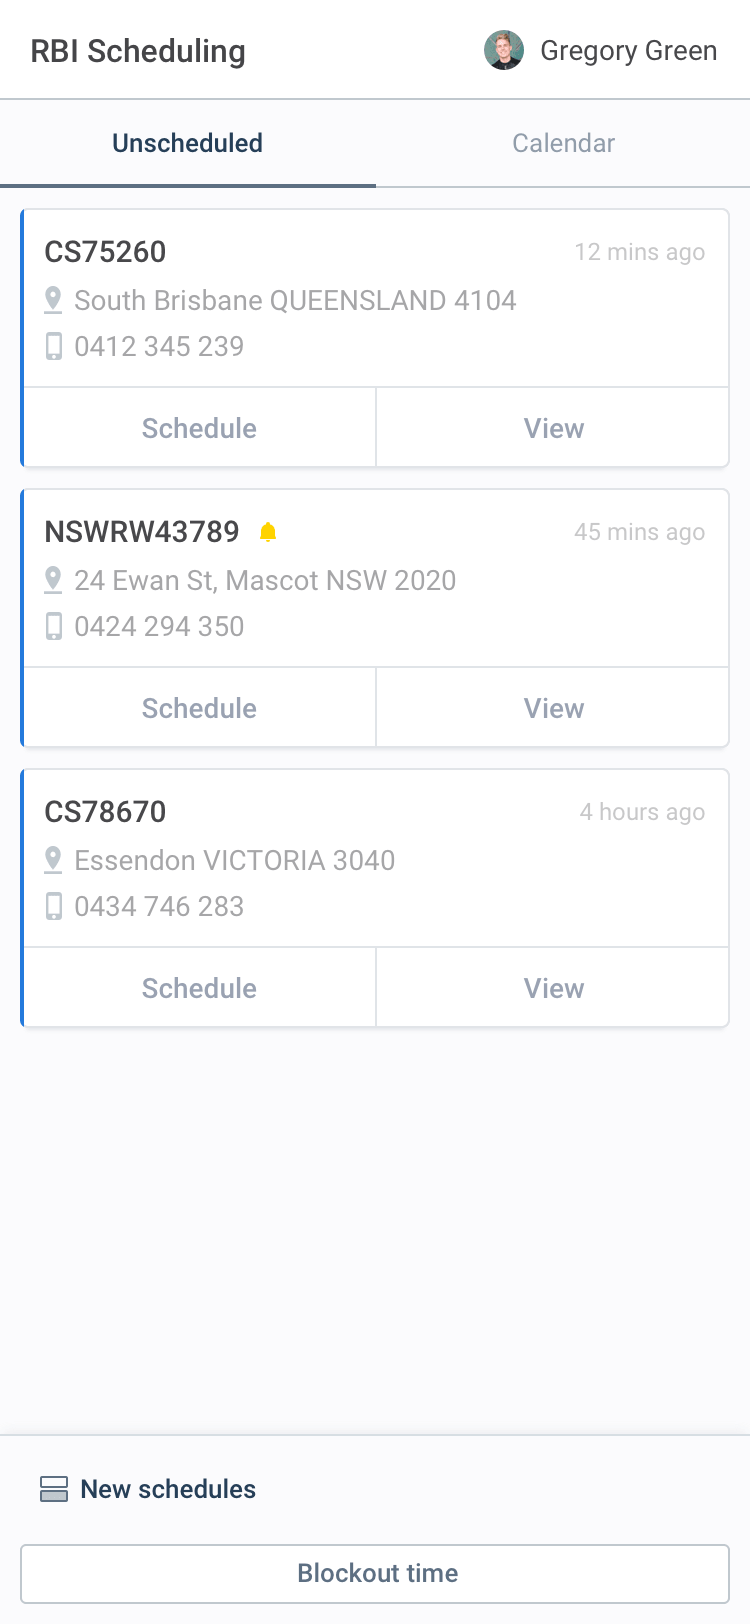 RBI Scheduling
Gregory Green
Unscheduled
Calendar
CS75260
12 mins ago
South Brisbane QUEENSLAND 4104
0412 345 239
Schedule
View
NSWRW43789
45 mins ago
24 Ewan St, Mascot NSW 2020
0424 294 350
Schedule
View
CS78670
4 hours ago
Essendon VICTORIA 3040
0434 746 283
Schedule
View
New schedules
Blockout time